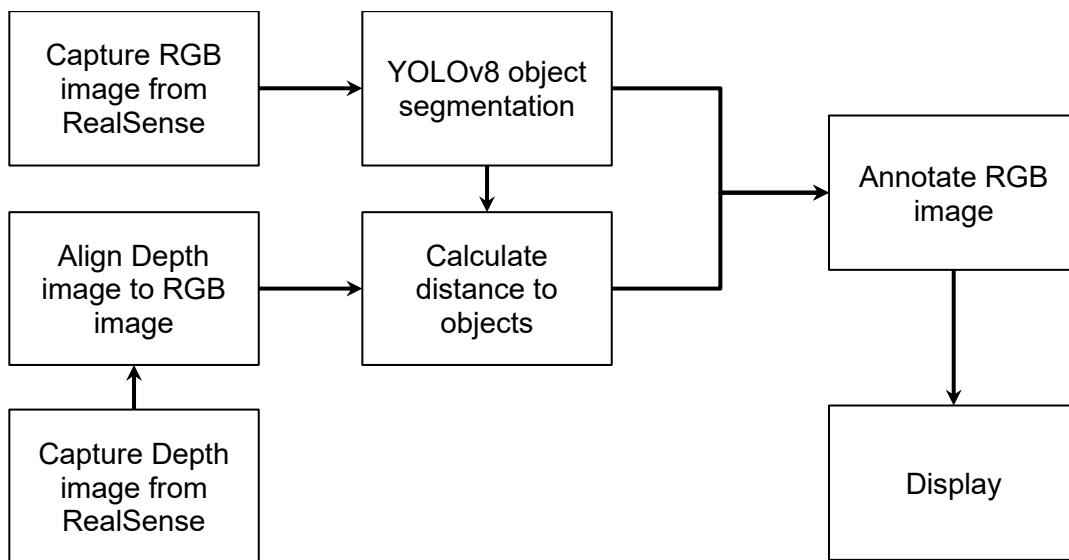 Capture RGB
image from
RealSense
YOLOv8 object
segmentation
Annotate RGB
image
Align Depth
image to RGB
image
Calculate
distance to
objects
Capture Depth
image from
RealSense
Display